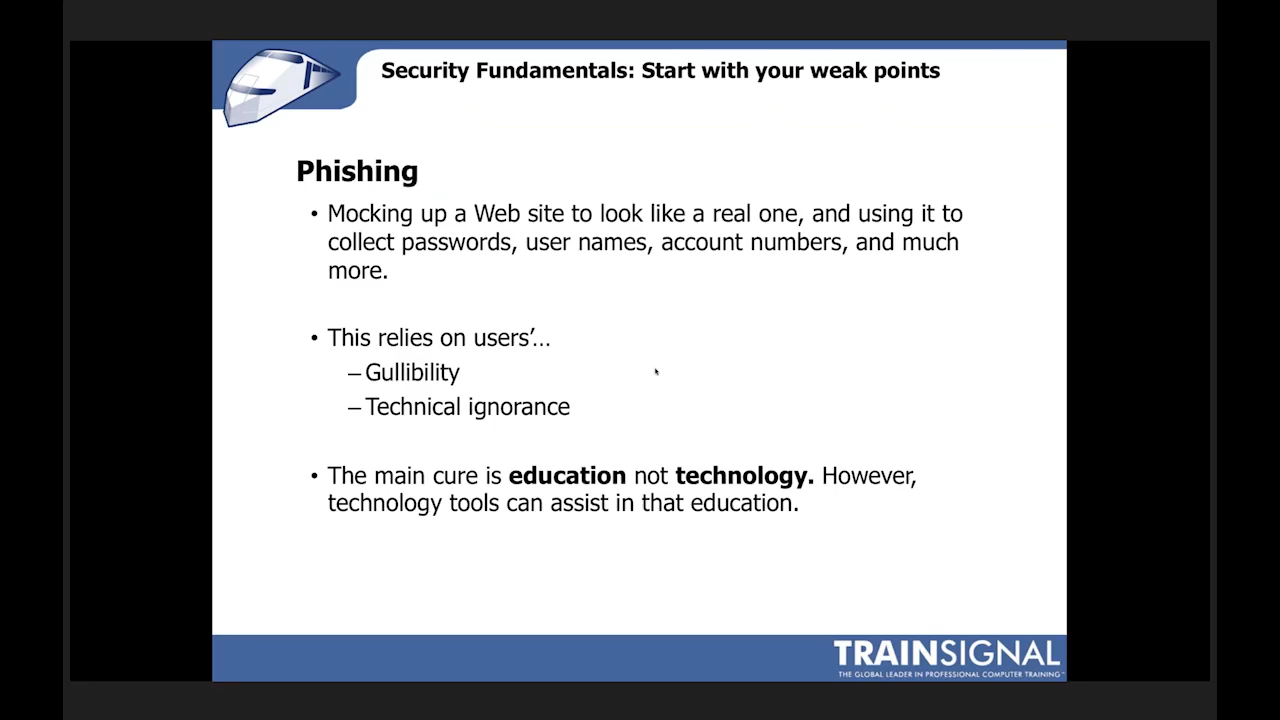 Security Fundamentals: Start with your weak points
Phishing
• Mocking up a Web site to look like a real one, and using it to
collect passwords, user names, account numbers, and much
more.
• This relies on users’…
– Gullibility
– Technical ignorance
• The main cure is education not technology. However,
technology tools can assist in that education.
TRAINSIGNAL
THE GLOBAL LEADER IN PROFESSIONAL COMPUTER TRAINING™